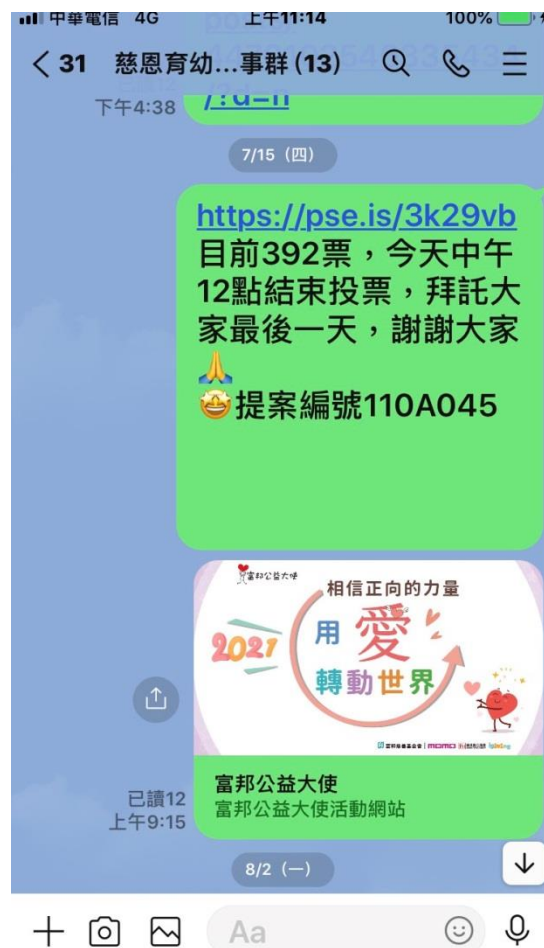 中華電信 4G 上午11:14 100%
31 慈恩育幼...事群 (13)
下午4:38
/?d=n
7/15（四）
https://pse.is/3k29vb
目前392票，今天中午
12點結束投票，拜託大
家最後一天，謝謝大家
🙏
🤩提案編號110A045
富邦公益大使
相信正向的力量
2021
用愛
轉動世界
momo
富邦公益大使
富邦公益大使活動網站
已讀12
上午9:15
8/2（一）
Aa